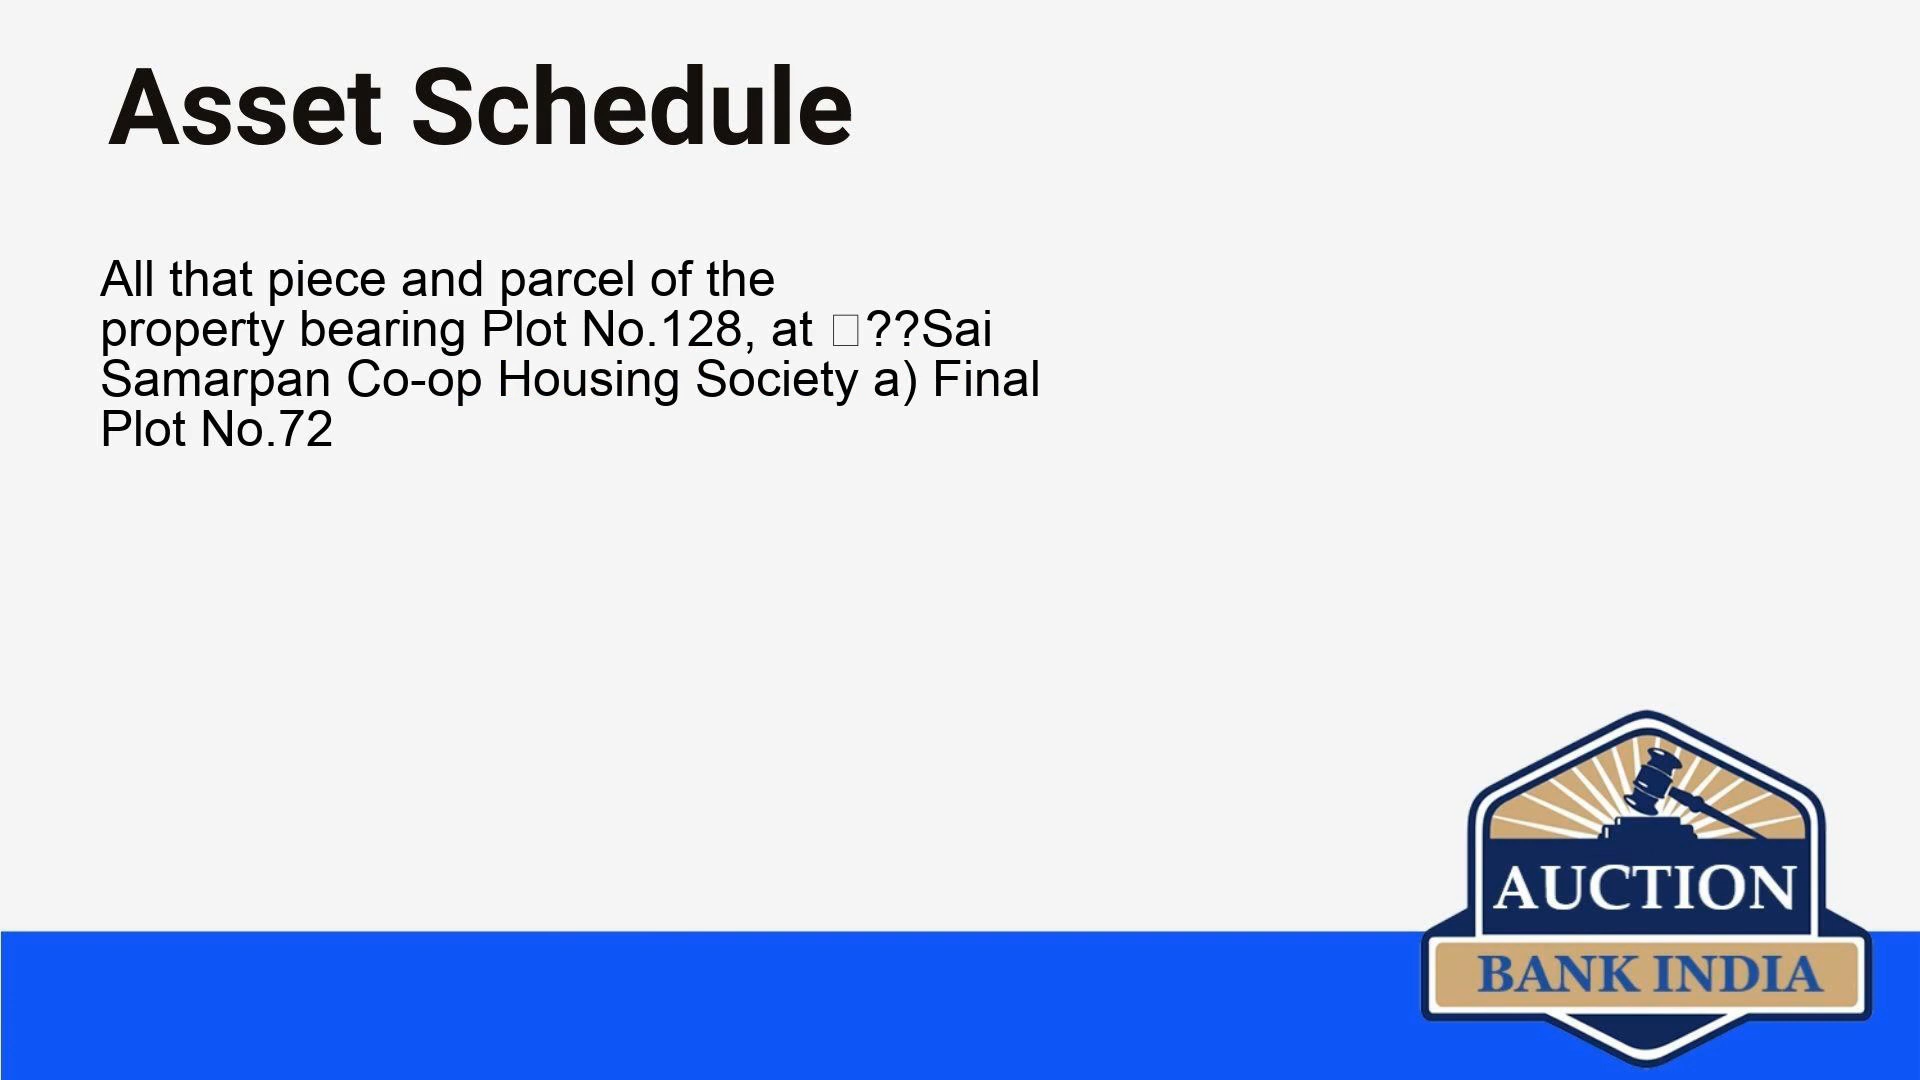 Asset Schedule
All that piece and parcel of the
property bearing Plot No.128, at □??Sai
Samarpan Co-op Housing Society a) Final
Plot No.72
AUCTION
BANK INDIA